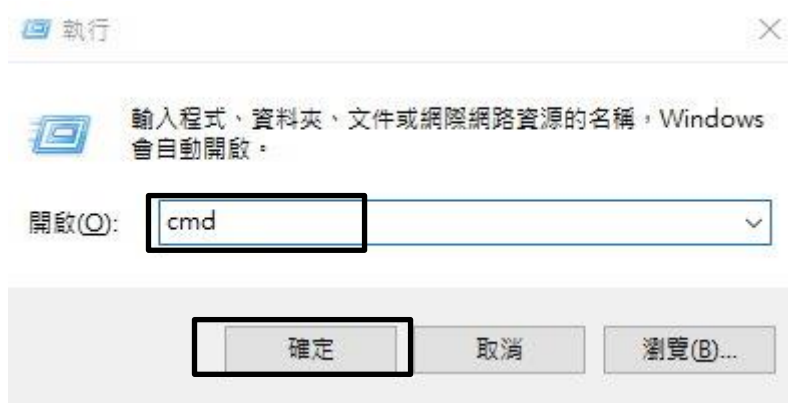 執行
輸入程式、資料夾、文件或網際網路資源的名稱，Windows
會自動開啟。
開啟(O):
cmd
確定
取消
瀏覽(B)...